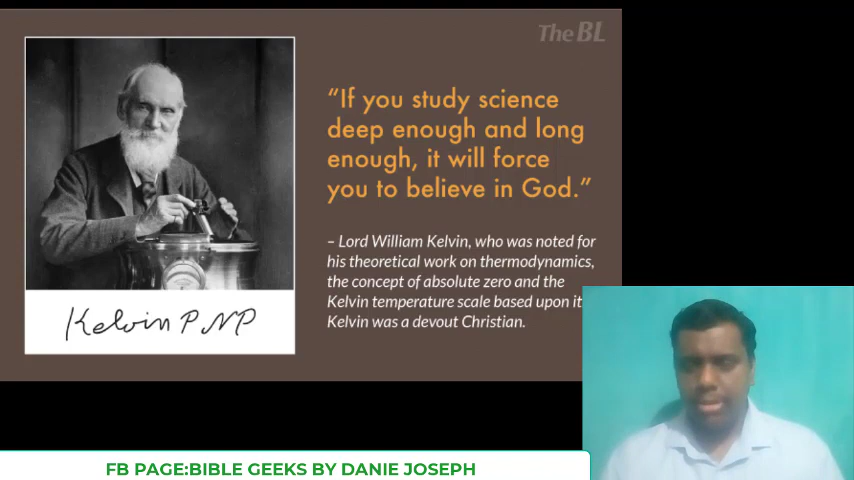 The BL
“If you study science
deep enough and long
enough, it will force
you to believe in God.”
– Lord William Kelvin, who was noted for
his theoretical work on thermodynamics,
the concept of absolute zero and the
Kelvin temperature scale based upon it
Kelvin was a devout Christian.
Kelvin P NP
FB PAGE:BIBLE GEEKS BY DANIE JOSEPH